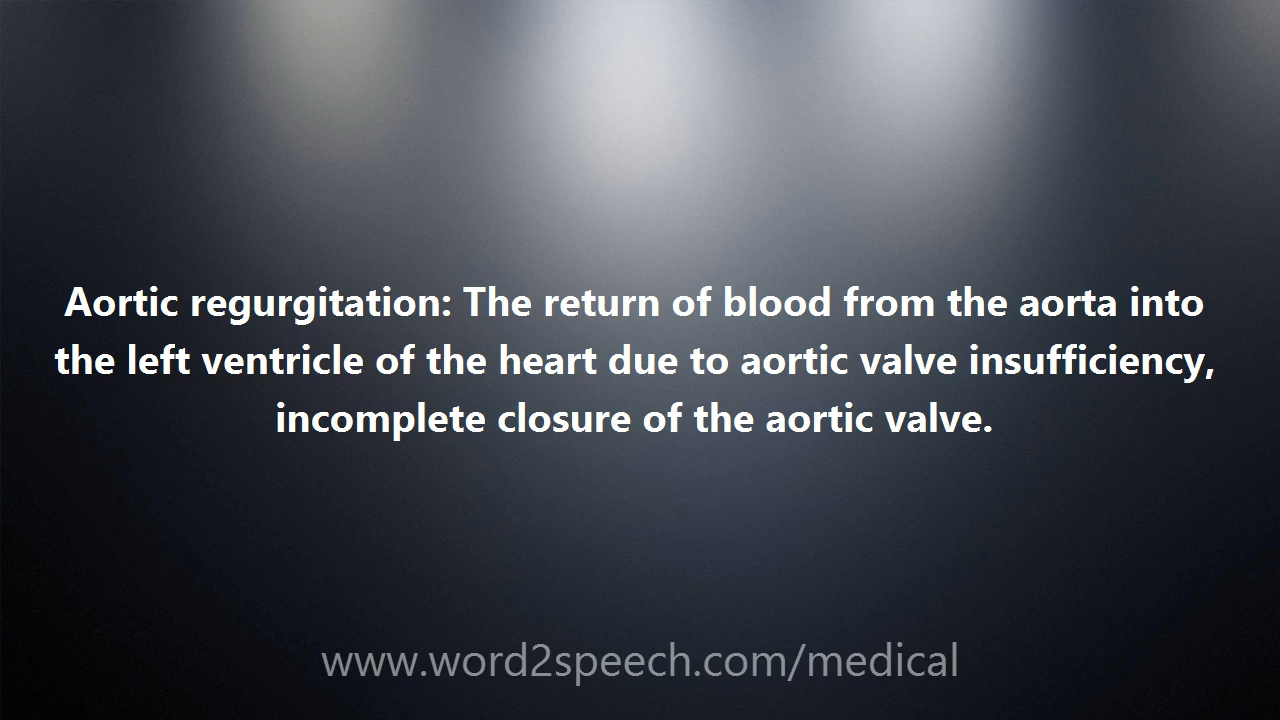 Aortic regurgitation: The return of blood from the aorta into
the left ventricle of the heart due to aortic valve insufficiency,
incomplete closure of the aortic valve.
www.word2speech.com/medical